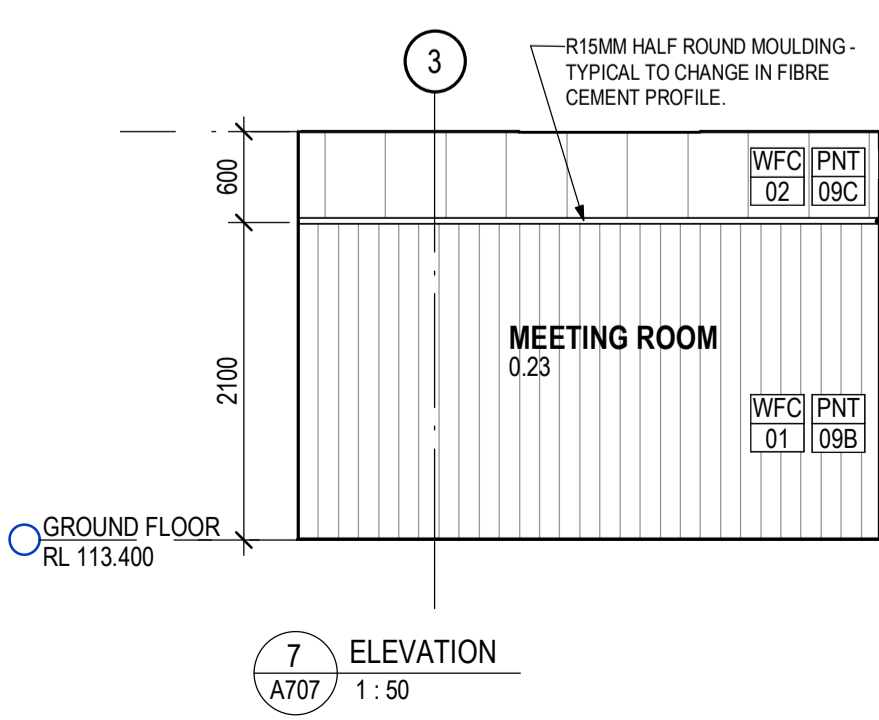 3
R15MM HALF ROUND MOULDING -
TYPICAL TO CHANGE IN FIBRE
CEMENT PROFILE.
600
WFC PNT
02 09C
2100
MEETING ROOM
0.23
WFC PNT
01 09B
GROUND FLOOR
RL 113.400
7 ELEVATION
A707 1 : 50